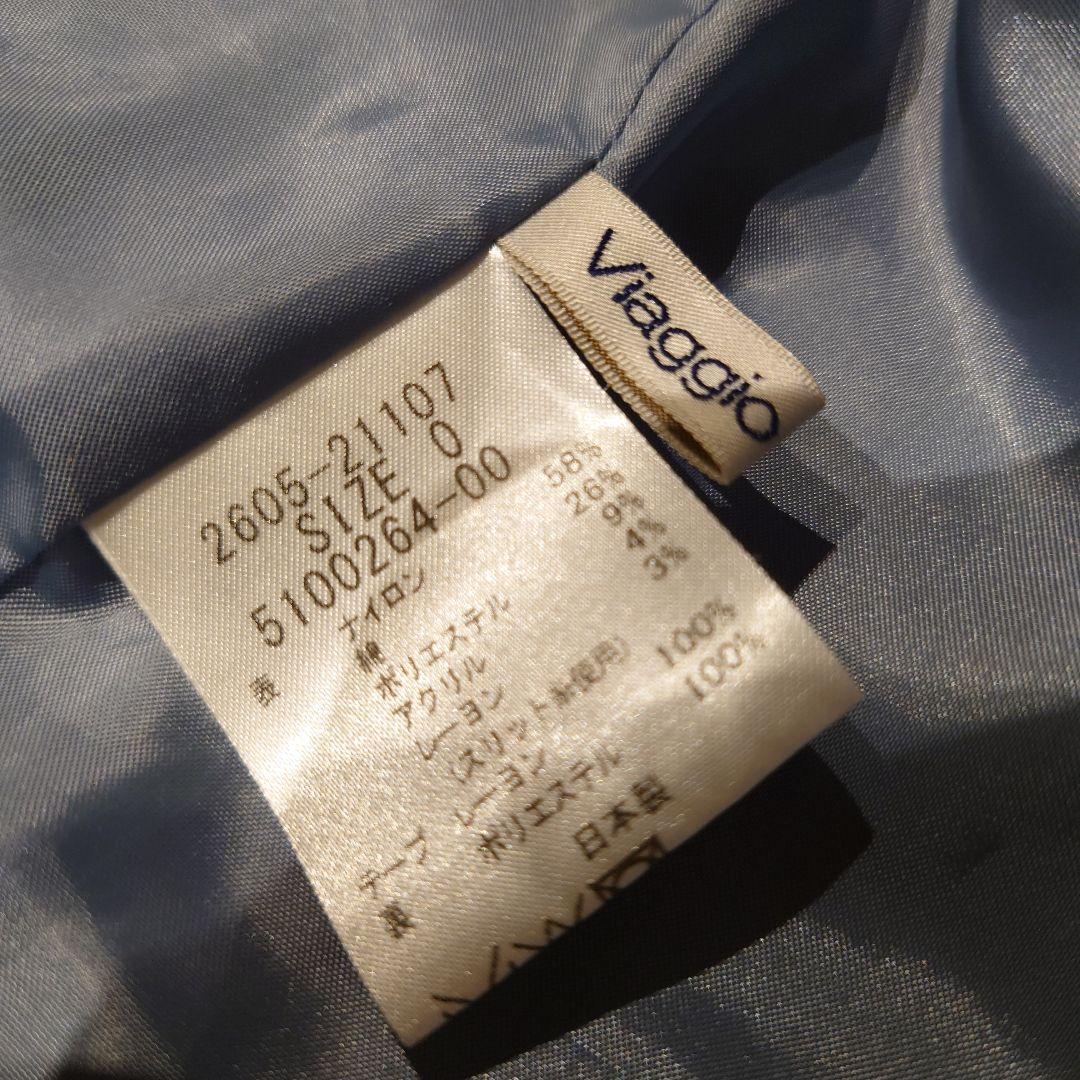 Viaggio
2605-21107
SIZE 0
5100264-00
表 ナイロン 58%
綿 26%
ポリエステル 9%
アクリル 4%
レーヨン 3%
(スリット糸使用)
テープ レーヨン 100%
裏 ポリエステル 100%
日本製